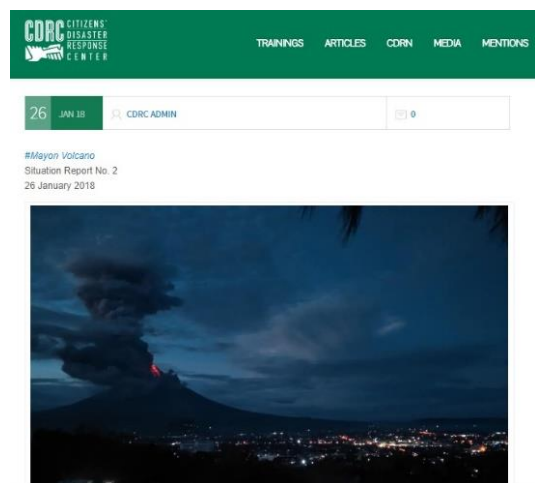 CDRC CITIZENS'
DISASTER
RESPONSE
CENTER
TRAININGS ARTICLES CDRN MEDIA MENTIONS
26 JAN 18 CDRC ADMIN 0
#Mayon Volcano
Situation Report No. 2
26 January 2018